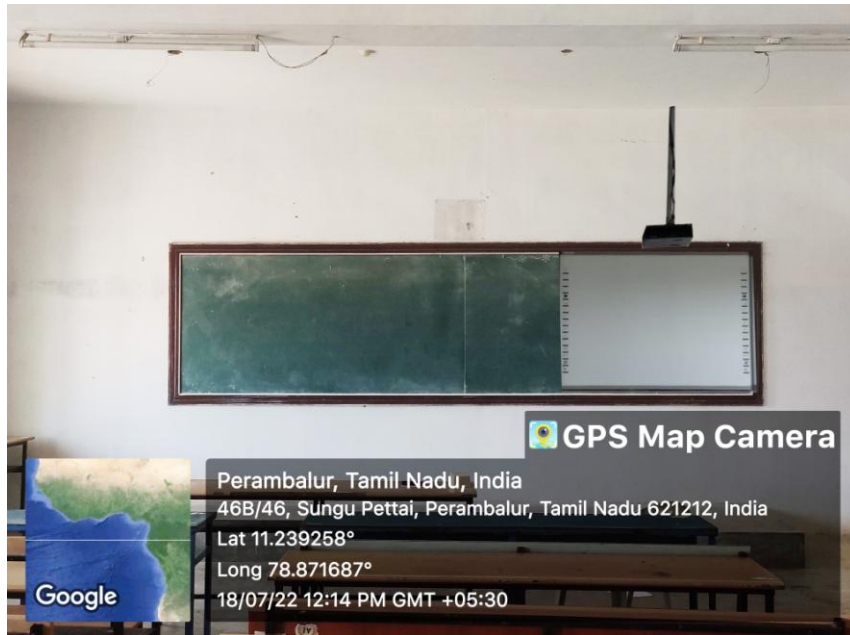 GPS Map Camera
Perambalur, Tamil Nadu, India
46B/46, Sungu Pettai, Perambalur, Tamil Nadu 621212, India
Lat 11.239258°
Long 78.871687°
18/07/22 12:14 PM GMT +05:30
Google